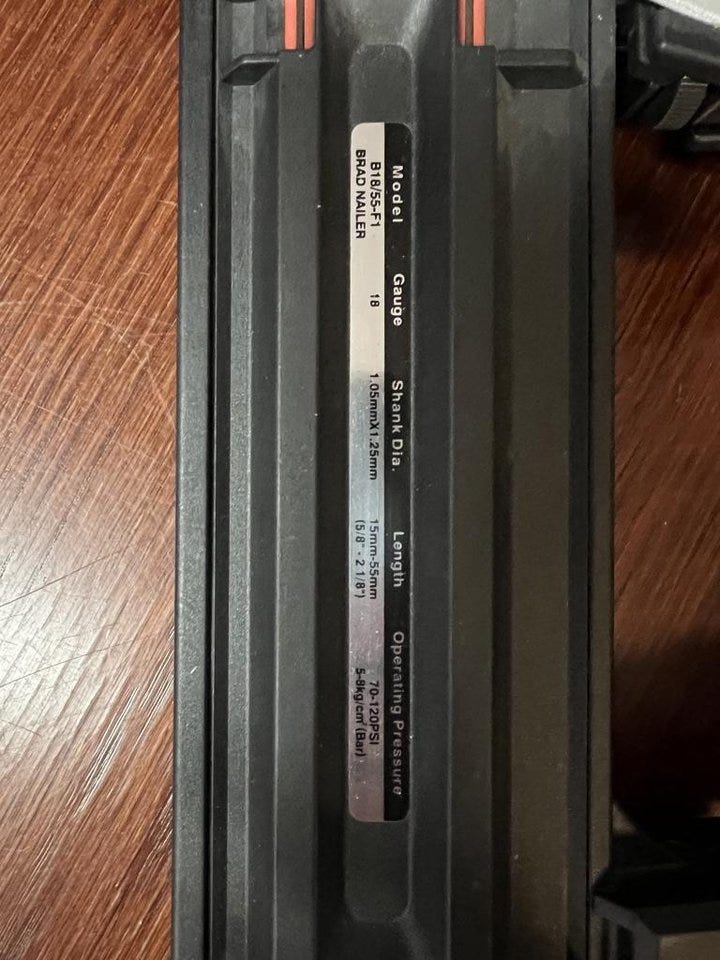 Model Gauge Shank Dia. Length Operating Pressure
B18/55-F1 18 1.05mmX1.25mm 15mm-55mm 70-120PSI
BRAD NAILER (5/8" - 2 1/8") 5-8kg/cm² (Bar)